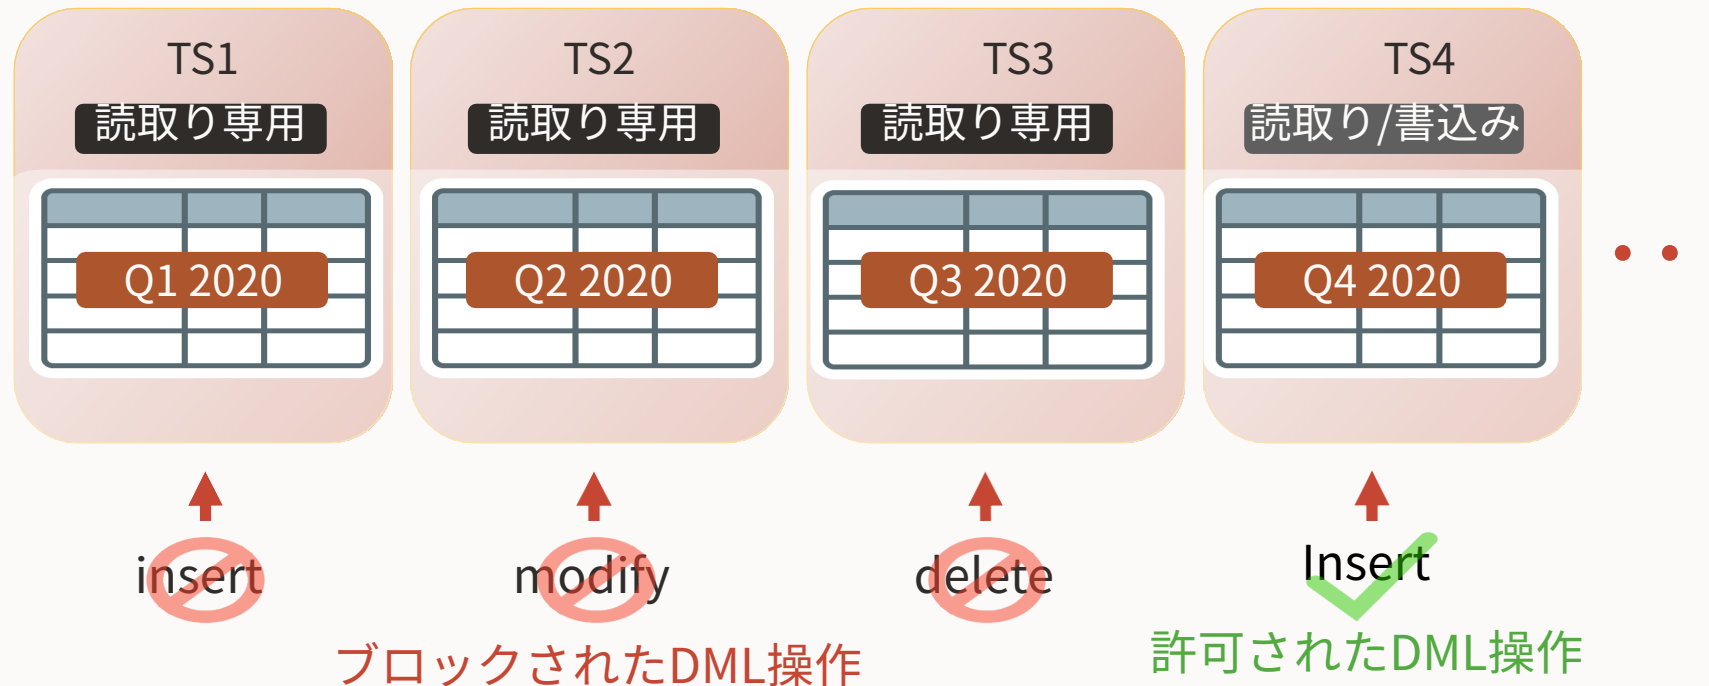 TS1
TS2
TS3
TS4
読取り専用
読取り専用
読取り専用
読取り/書込み
Q1 2020
Q2 2020
Q3 2020
Q4 2020
insert
modify
delete
Insert
ブロックされたDML操作
許可されたDML操作